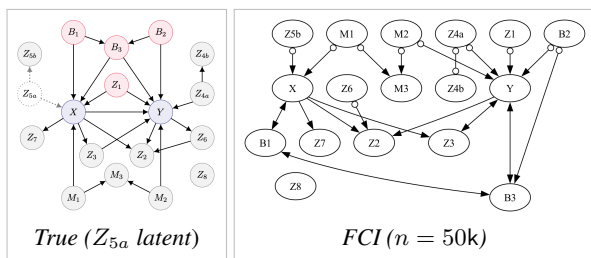 B₁ B₂
Z₅b B₃ Z₄b
Z₅a Z₁ Z₄a
X Y
Z₇ Z₃ Z₂ Z₆
M₃ Z₈
M₁ M₂
True (Z₅ₐ latent)
Z5b M1 M2 Z4a Z1 B2
X Z6 M3 Z4b Y
B1 Z7 Z2 Z3
Z8 B3
FCI (n = 50k)